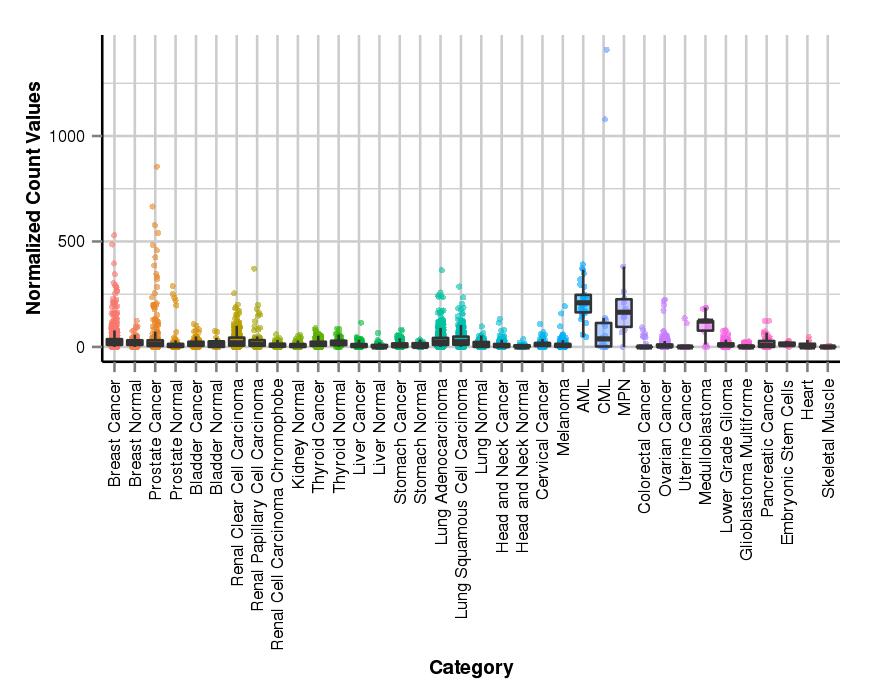 Normalized Count Values
1000
500
0
Breast Cancer
Breast Normal
Prostate Cancer
Prostate Normal
Bladder Cancer
Bladder Normal
Renal Clear Cell Carcinoma
Renal Papillary Cell Carcinoma
Renal Cell Carcinoma Chromophobe
Kidney Normal
Thyroid Cancer
Thyroid Normal
Liver Cancer
Liver Normal
Stomach Cancer
Stomach Normal
Lung Adenocarcinoma
Lung Squamous Cell Carcinoma
Lung Normal
Head and Neck Cancer
Head and Neck Normal
Cervical Cancer
Melanoma
AML
CML
MPN
Colorectal Cancer
Ovarian Cancer
Uterine Cancer
Medulloblastoma
Lower Grade Glioma
Glioblastoma Multiforme
Pancreatic Cancer
Embryonic Stem Cells
Heart
Skeletal Muscle
Category